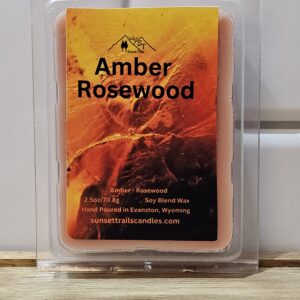 Amber
Rosewood
Amber - Rosewood
2.5oz/70.8g Soy Blend Wax
Hand Poured in Evanston, Wyoming
sunsettrailscandles.com